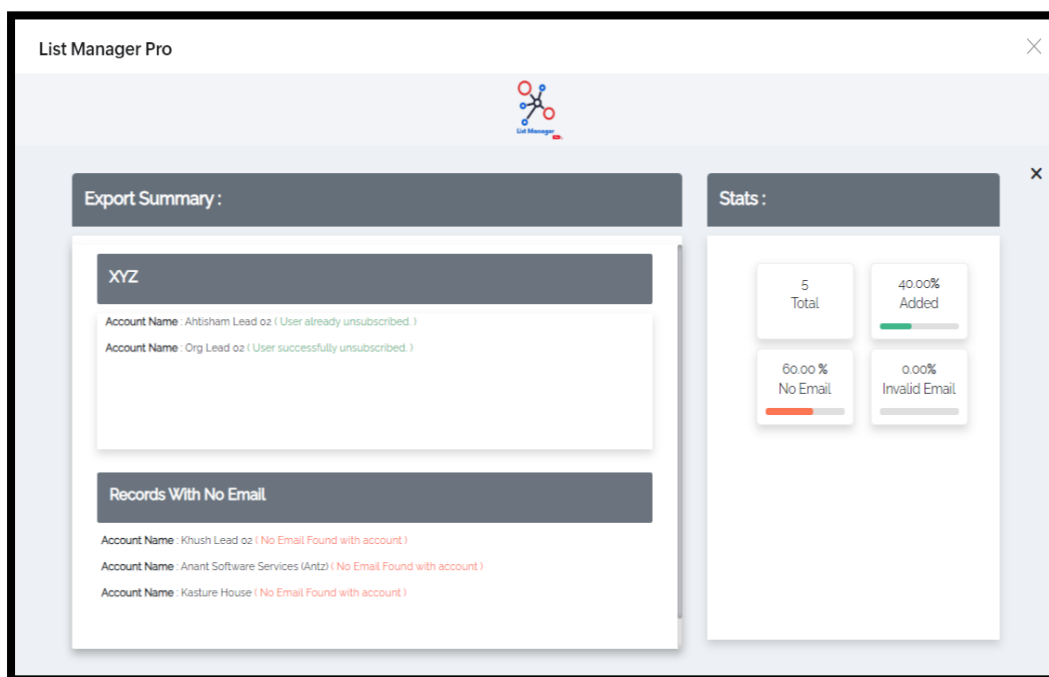 List Manager Pro
List Manager
Export Summary :
XYZ
Account Name : Ahtisham Lead 02 ( User already unsubscribed. )
Account Name : Org Lead 02 ( User successfully unsubscribed. )
Records With No Email
Account Name : Khush Lead 02 ( No Email Found with account )
Account Name : Anant Software Services (Antz) ( No Email Found with account )
Account Name : Kasture House ( No Email Found with account )
Stats :
5
Total
40.00%
Added
60.00 %
No Email
0.00%
Invalid Email